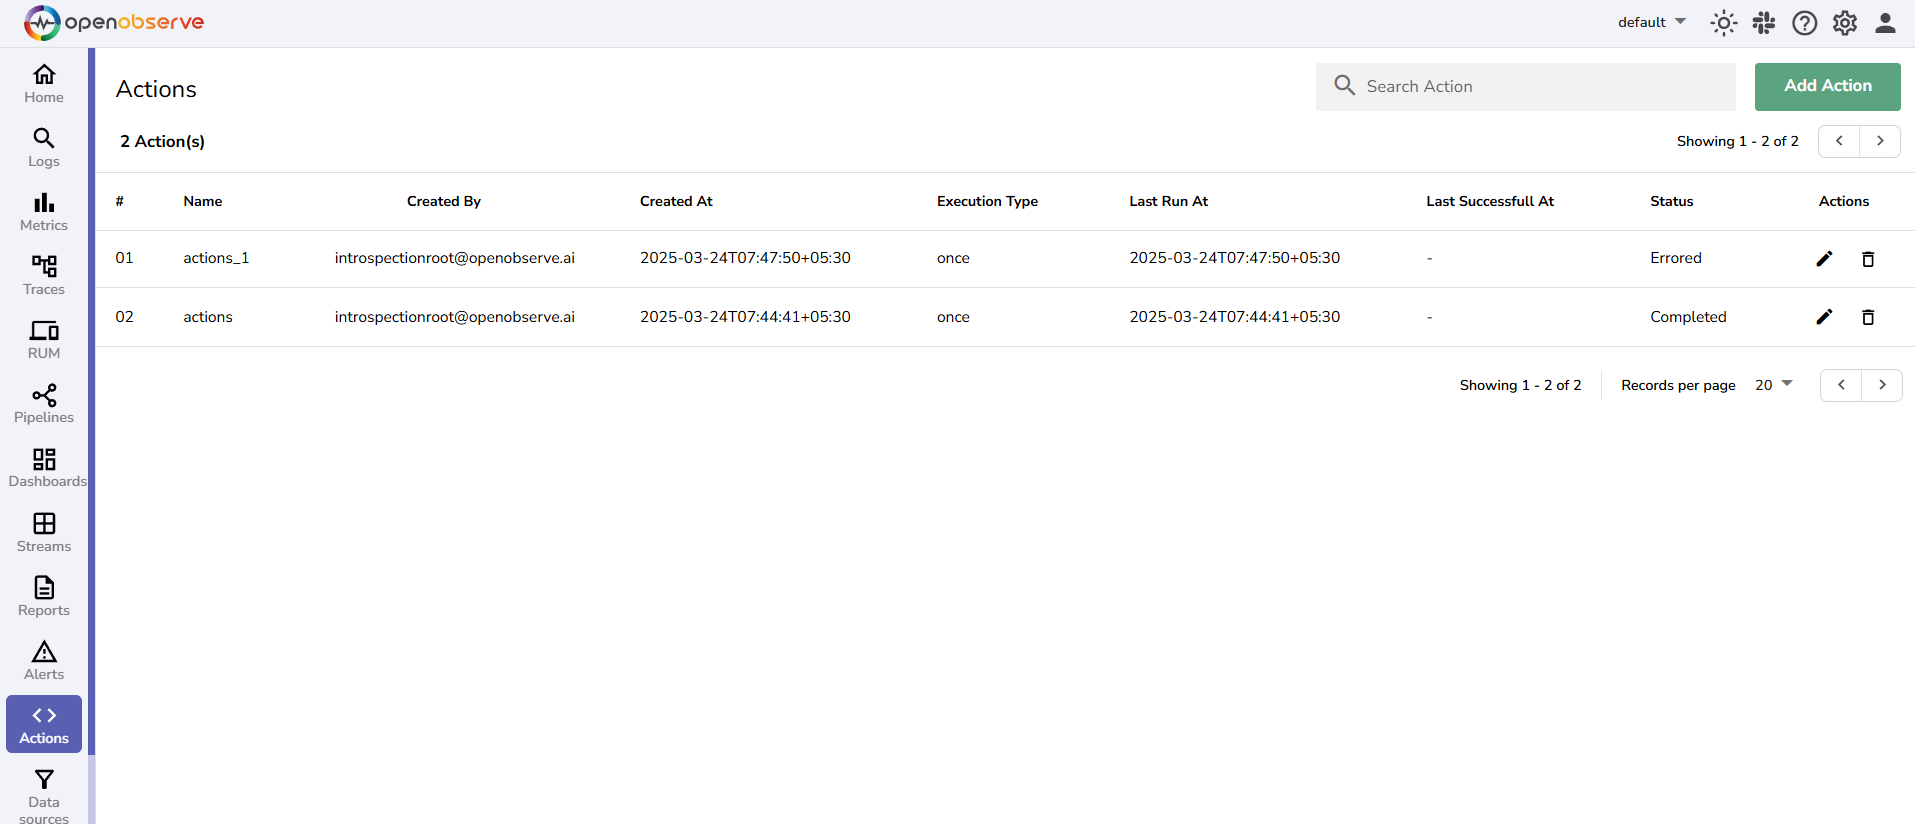 openobserve
default
Home
Logs
Metrics
Traces
RUM
Pipelines
Dashboards
Streams
Reports
Alerts
Actions
Data
sources
Actions
Search Action
Add Action
2 Action(s)
Showing 1 - 2 of 2
# Name Created By Created At Execution Type Last Run At Last Successfull At Status Actions
01 actions_1 introspectionroot@openobserve.ai 2025-03-24T07:47:50+05:30 once 2025-03-24T07:47:50+05:30 - Errored
02 actions introspectionroot@openobserve.ai 2025-03-24T07:44:41+05:30 once 2025-03-24T07:44:41+05:30 - Completed
Showing 1 - 2 of 2 Records per page 20